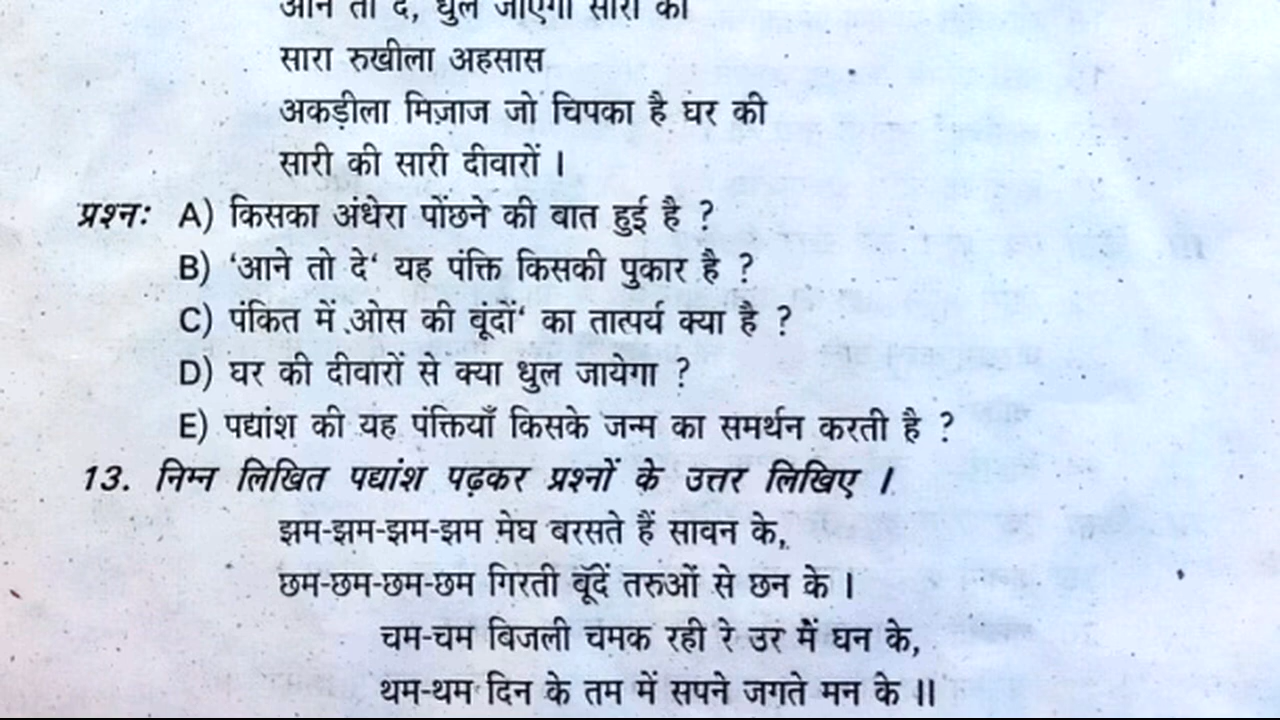 आने तो दे, धुल जाएगा सारा का
सारा रुखीला अहसास
अकड़ीला मिज़ाज जो चिपका है घर की
सारी की सारी दीवारों ।
प्रश्नः A) किसका अंधेरा पोंछने की बात हुई है ?
B) ‘आने तो दे‘ यह पंक्ति किसकी पुकार है ?
C) पंकित में ओस की बूंदों‘ का तात्पर्य क्या है ?
D) घर की दीवारों से क्या धुल जायेगा ?
E) पद्यांश की यह पंक्तियाँ किसके जन्म का समर्थन करती है ?
13. निम्न लिखित पद्यांश पढ़कर प्रश्नों के उत्तर लिखिए ।
झम-झम-झम-झम मेघ बरसते हैं सावन के,
छम-छम-छम-छम गिरती बूँदें तरुओं से छन के ।
चम-चम बिजली चमक रही रे उर में घन के,
थम-थम दिन के तम में सपने जगते मन के ॥